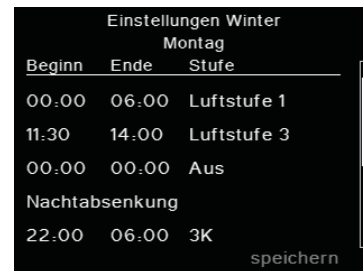 Einstellungen Winter
Montag
Beginn Ende Stufe
00:00 06:00 Luftstufe 1
11:30 14:00 Luftstufe 3
00:00 00:00 Aus
Nachtabsenkung
22:00 06:00 3K
speichern